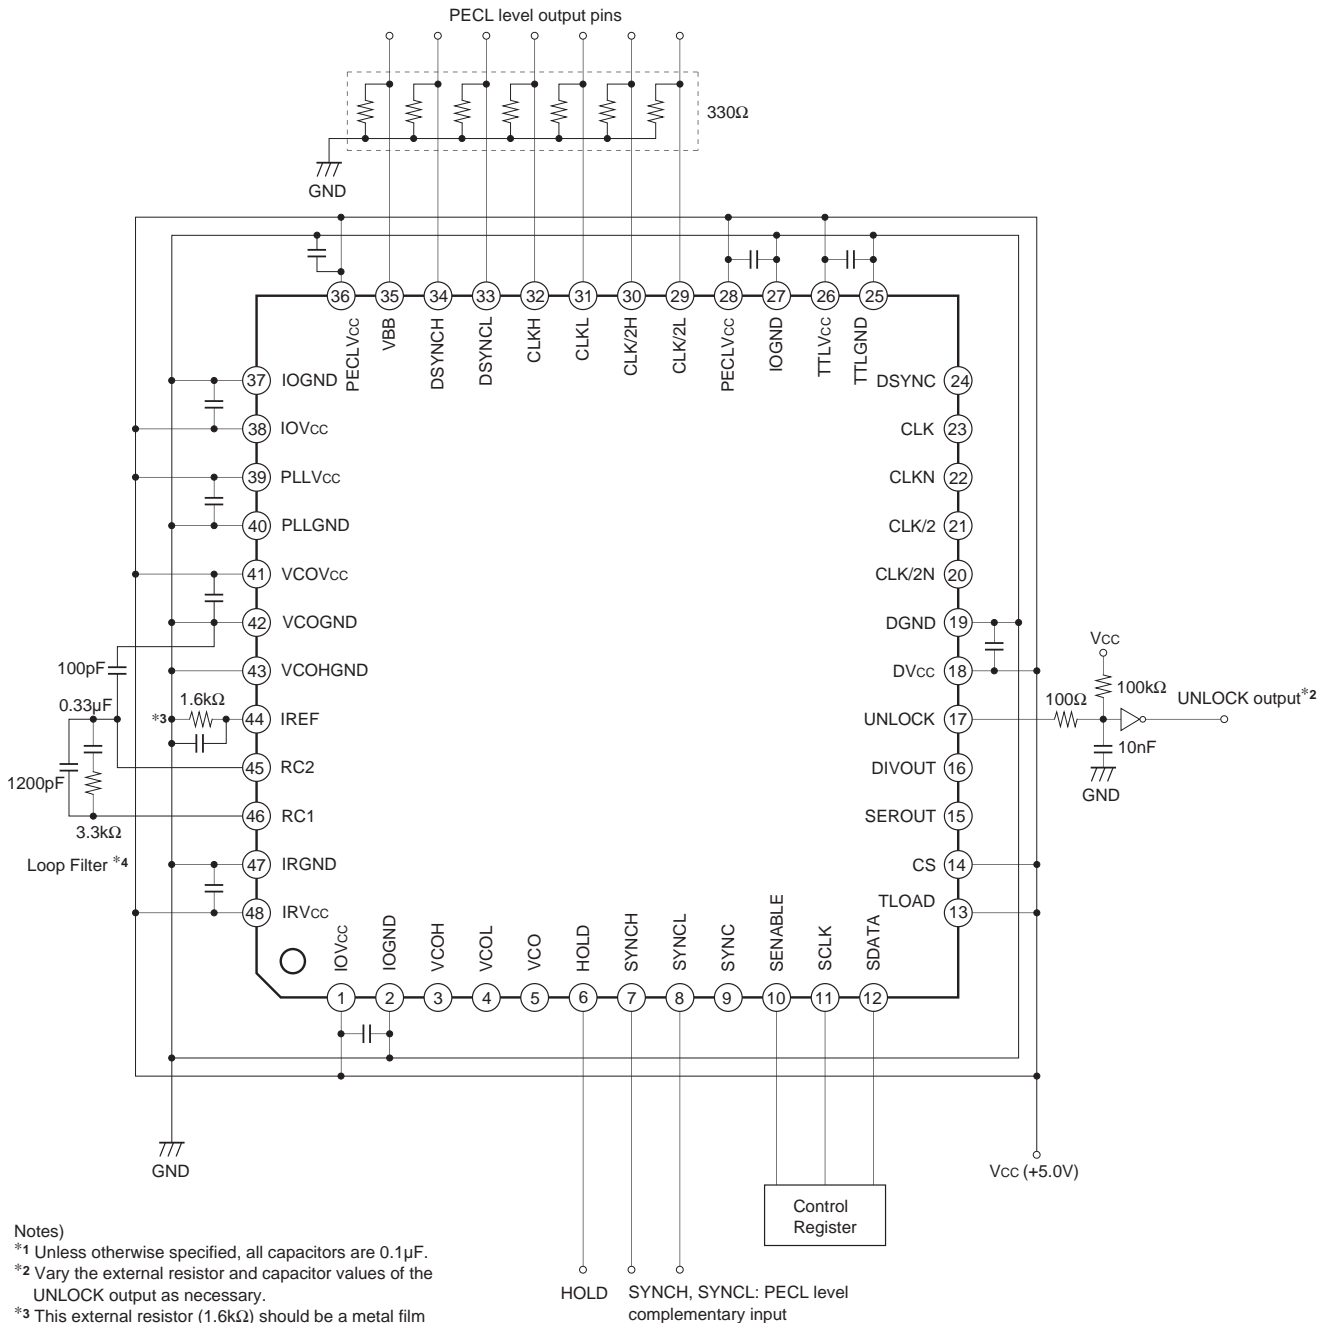 PECL level output pins
330Ω
GND
36 35 34 33 32 31 30 29 28 27 26 25
PECLVcc
VBB
DSYNCH
DSYNCL
CLKH
CLKL
CLK/2H
CLK/2L
PECLVcc
IOGND
TTLVcc
TTLGND
37 IOGND
38 IOVcc
39 PLLVcc
40 PLLGND
41 VCOVcc
42 VCOGND
43 VCOHGND
44 IREF
45 RC2
46 RC1
47 IRGND
48 IRVcc
100pF
0.33µF
*3
1.6kΩ
1200pF
3.3kΩ
Loop Filter *4
DSYNC 24
CLK 23
CLKN 22
CLK/2 21
CLK/2N 20
DGND 19
DVcc 18
UNLOCK 17
DIVOUT 16
SEROUT 15
CS 14
TLOAD 13
Vcc
100kΩ
100Ω
UNLOCK output*2
10nF
GND
IOVcc
IOGND
VCOH
VCOL
VCO
HOLD
SYNCH
SYNCL
SYNC
SENABLE
SCLK
SDATA
1 2 3 4 5 6 7 8 9 10 11 12
GND
Vcc (+5.0V)
Control
Register
HOLD
SYNCH, SYNCL: PECL level
complementary input
Notes)
*1 Unless otherwise specified, all capacitors are 0.1µF.
*2 Vary the external resistor and capacitor values of the
UNLOCK output as necessary.
*3 This external resistor (1.6kΩ) should be a metal film